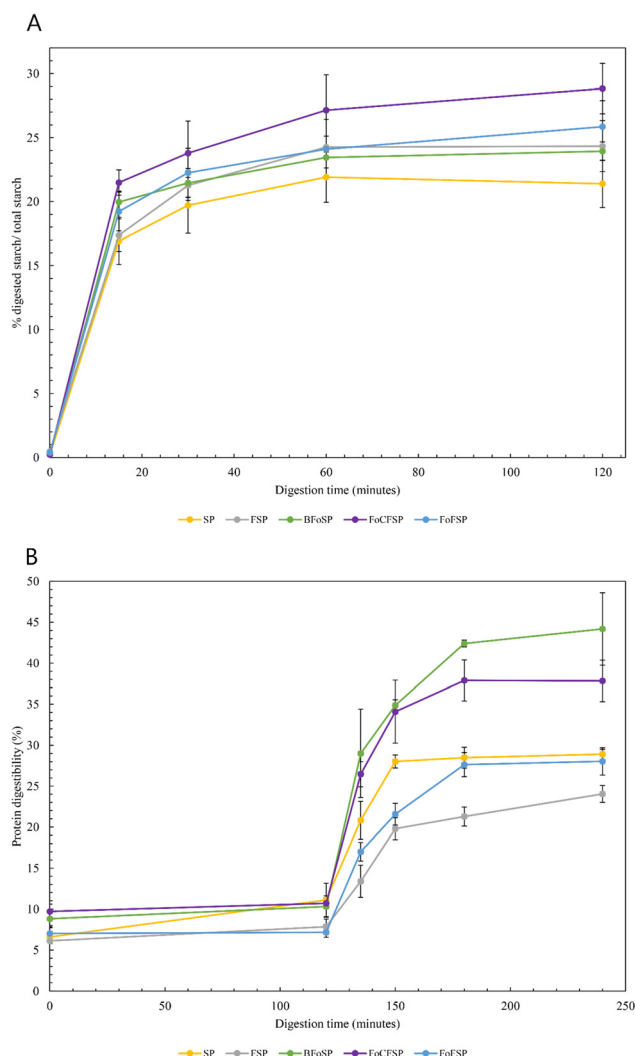 A
30
25
20
15
10
5
0
% digested starch/ total starch
0 20 40 60 80 100 120
Digestion time (minutes)
SP FSP BFoSP FoCFSP FoFSP
B
50
45
40
35
30
25
20
15
10
5
0
Protein digestibility (%)
0 50 100 150 200 250
Digestion time (minutes)
SP FSP BFoSP FoCFSP FoFSP